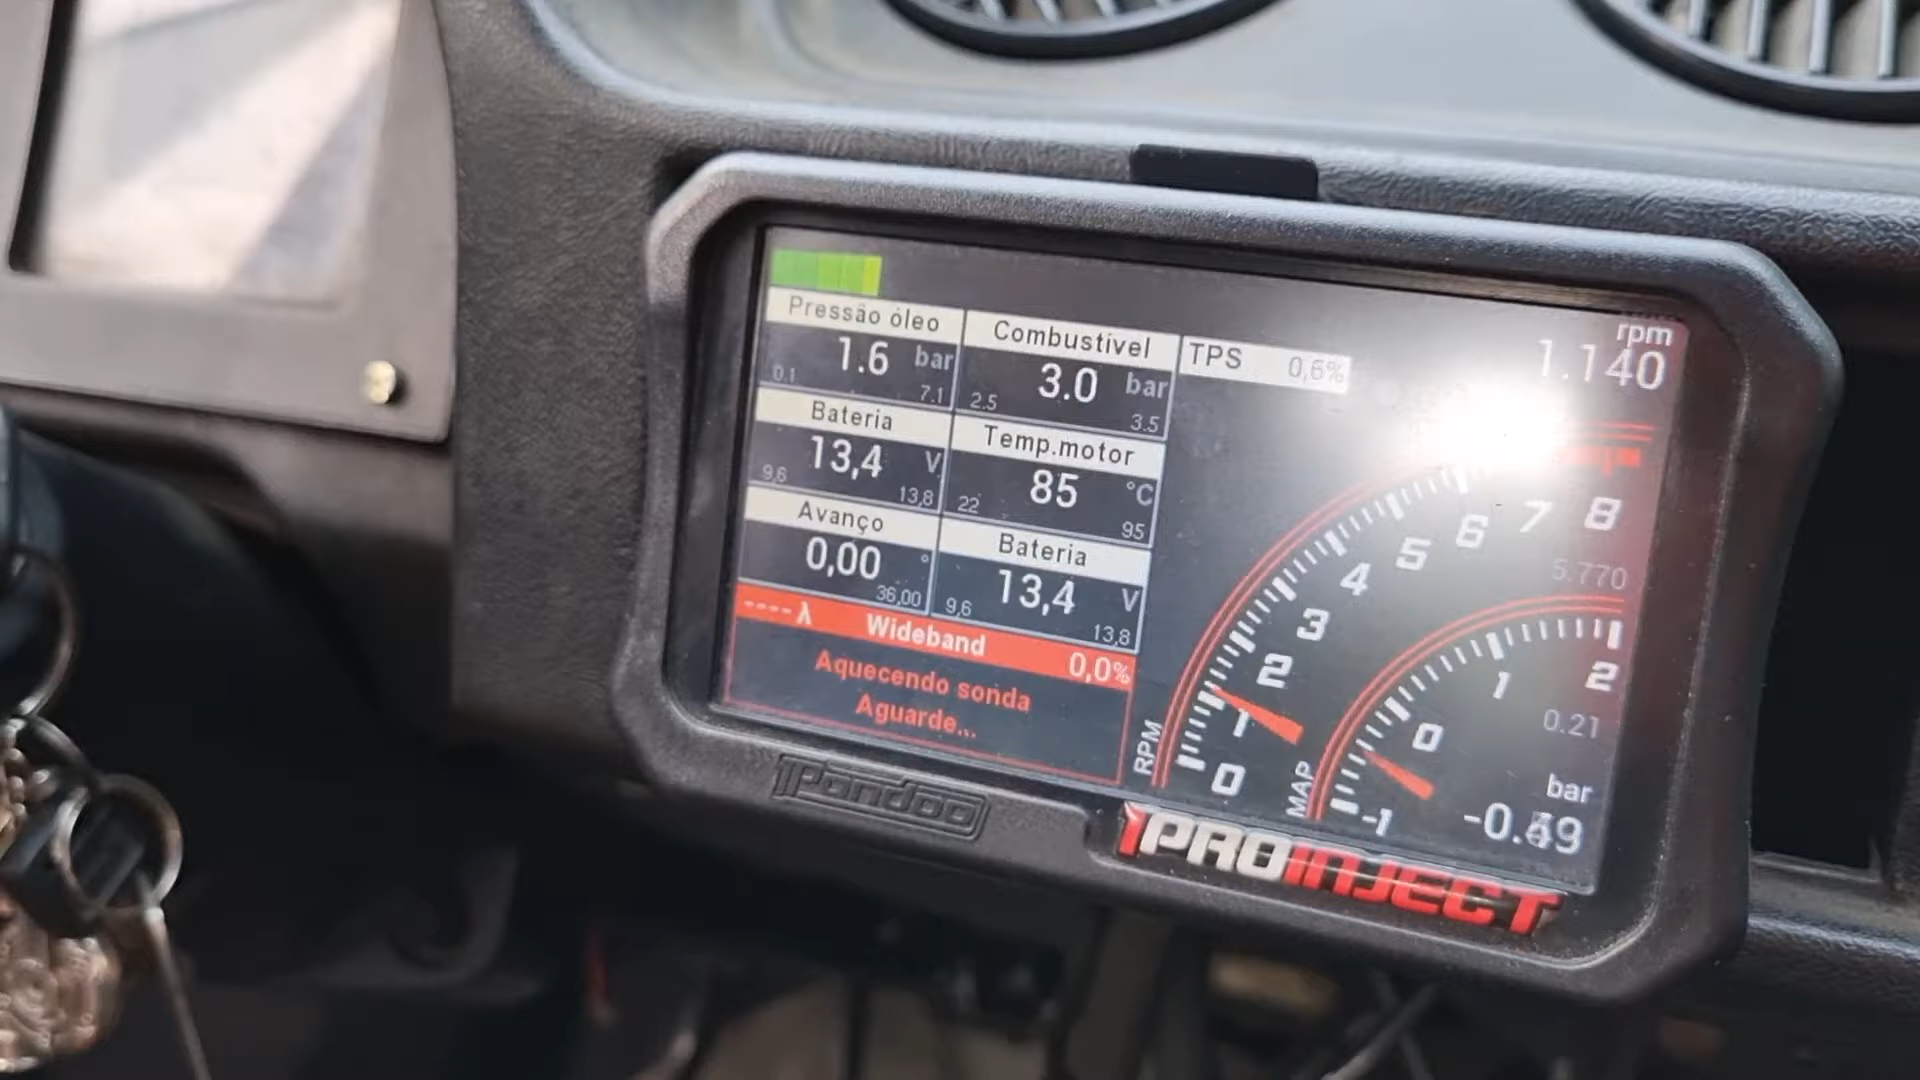 Pressão óleo
1.6 bar
0.1 7.1
Combustível
3.0 bar
2.5 3.5
TPS 0,6%
rpm
1.140
Bateria
13,4 V
9,6 13,8
Temp.motor
85 °C
22 95
Avanço
0,00 °
36,00
Bateria
13,4 V
9,6 13,8
---- λ Wideband 0,0%
Aquecendo sonda
Aguarde...
RPM
0 1 2 3 4 5 6 7 8
5.770
MAP
-1 0 1 2
0.21
bar
Pandoo
PROINJECT